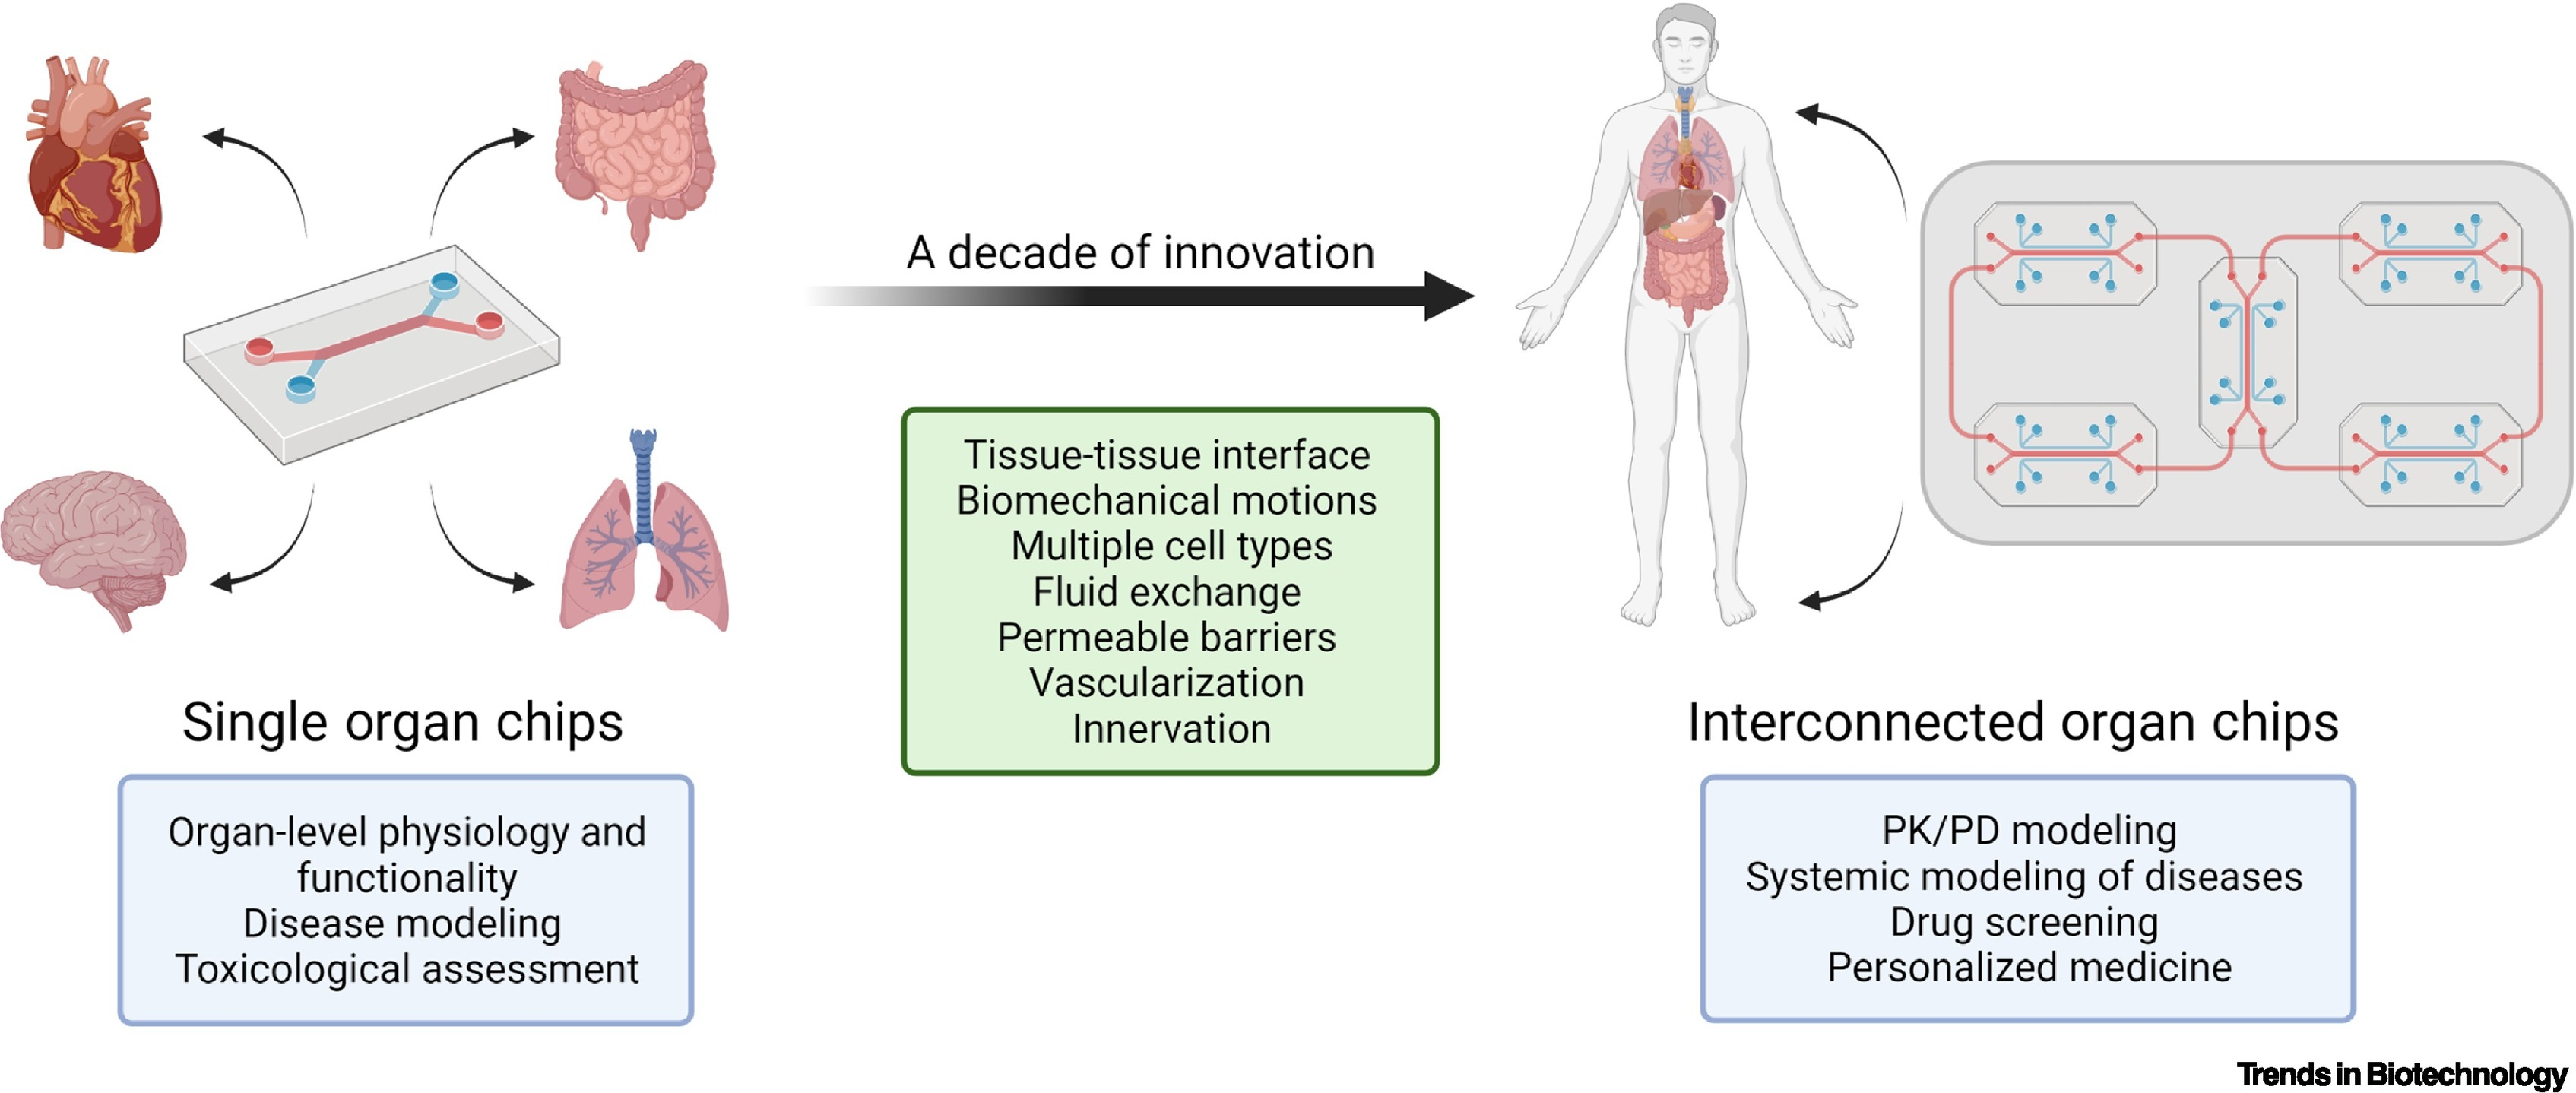 A decade of innovation
Tissue-tissue interface
Biomechanical motions
Multiple cell types
Fluid exchange
Permeable barriers
Vascularization
Innervation
Single organ chips
Organ-level physiology and
functionality
Disease modeling
Toxicological assessment
Interconnected organ chips
PK/PD modeling
Systemic modeling of diseases
Drug screening
Personalized medicine
Trends in Biotechnology